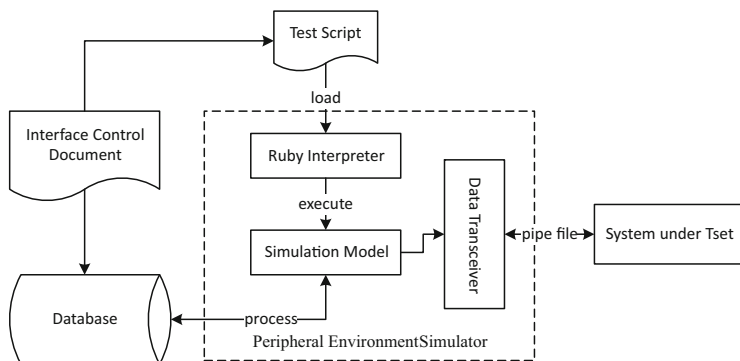 Test Script
load
Interface Control
Document
Ruby Interpreter
execute
Simulation Model
Data Transceiver
pipe file
System under Tset
Database
process
Peripheral EnvironmentSimulator